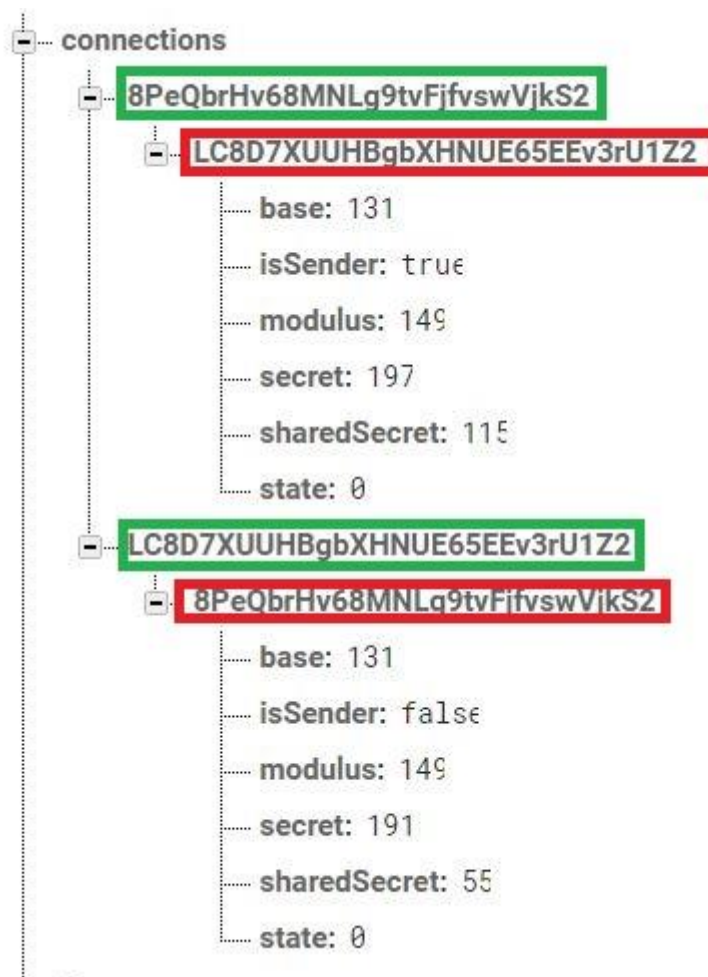 connections
8PeQbrHv68MNLg9tvFjfvswVjkS2
LC8D7XUUHBgbXHNUE65EEv3rU1Z2
base: 131
isSender: true
modulus: 149
secret: 197
sharedSecret: 115
state: 0
LC8D7XUUHBgbXHNUE65EEv3rU1Z2
8PeQbrHv68MNLg9tvFjfvswVjkS2
base: 131
isSender: false
modulus: 149
secret: 191
sharedSecret: 55
state: 0